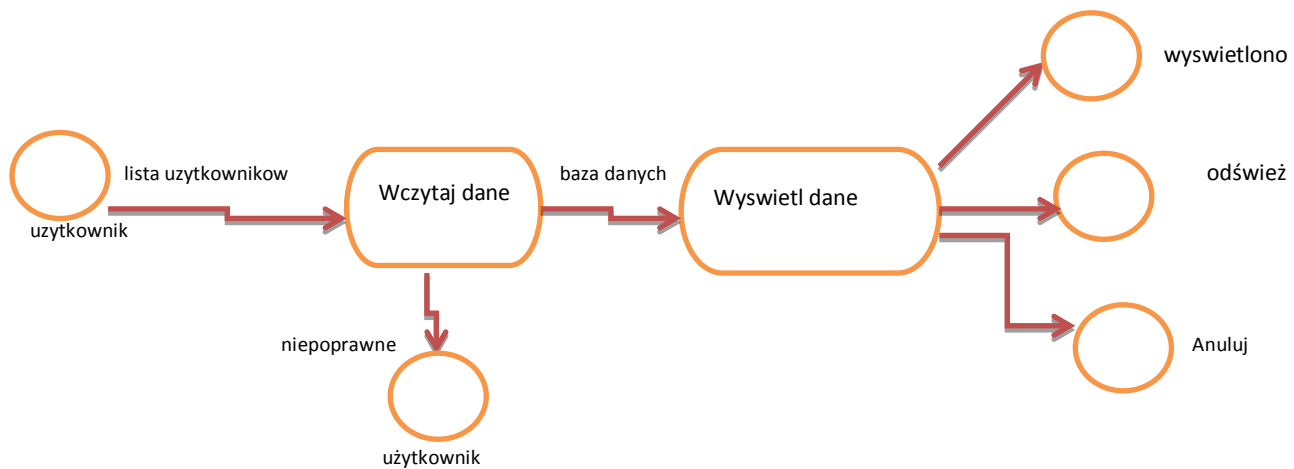 wyswietlono
lista uzytkownikow
Wczytaj dane
baza danych
Wyswietl dane
odśwież
uzytkownik
niepoprawne
Anuluj
użytkownik